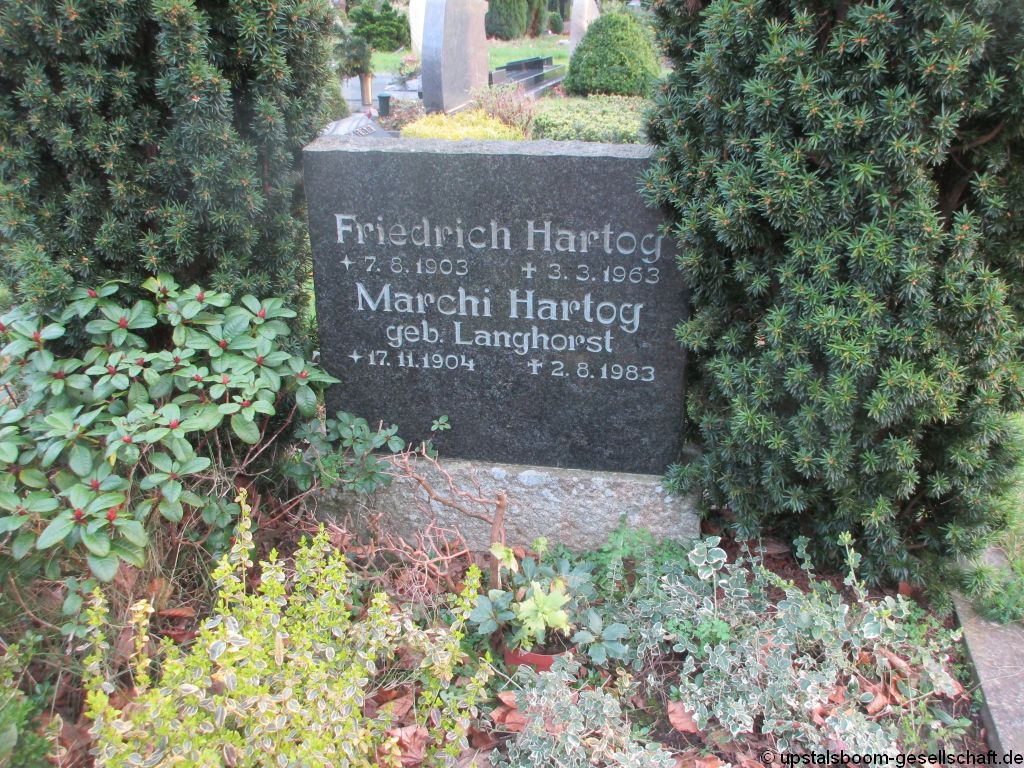 Friedrich Hartog
✦ 7. 8. 1903 ✝ 3. 3. 1963
Marchi Hartog
geb. Langhorst
✦ 17. 11. 1904 ✝ 2. 8. 1983
© upstalsboom-gesellschaft.de